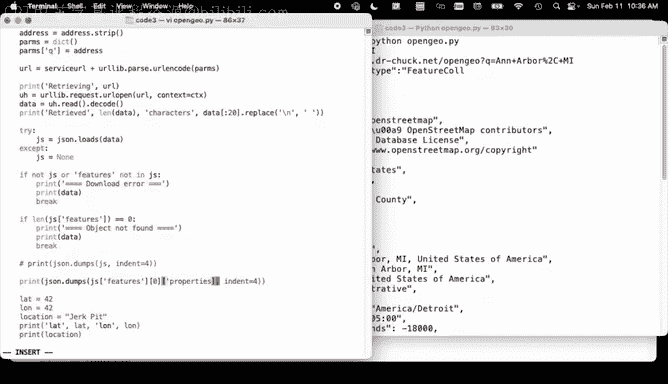 Terminal Shell Edit View Window Help
Sun Feb 11 10:36 AM
code3 — vi opengeo.py — 86×37
address = address.strip()
parms = dict()
parms['q'] = address
url = serviceurl + urllib.parse.urlencode(parms)
print('Retrieving', url)
uh = urllib.request.urlopen(url, context=ctx)
data = uh.read().decode()
print('Retrieved', len(data), 'characters', data[:20].replace('\n', ' '))
try:
js = json.loads(data)
except:
js = None
if not js or 'features' not in js:
print('==== Download error ===')
print(data)
break
if len(js['features']) == 0:
print('==== Object not found ====')
print(data)
break
# print(json.dumps(js, indent=4))
print(json.dumps(js['features'][0]['properties'], indent=4))
lat = 42
lon = 42
location = "Jerk Pit"
print('lat', lat, 'lon', lon)
print(location)
-- INSERT --
code3 — Python opengeo.py — 83×30
python opengeo.py
MI
.dr-chuck.net/opengeo?q=Ann+Arbor%2C+MI
type":"FeatureColl
openstreetmap",
\u00a9 OpenStreetMap contributors",
Database License",
www.openstreetmap.org/copyright"
tates",
County",
bor, MI, United States of America",
n Arbor, MI",
ited States of America",
trative",
"America/Detroit",
05:00",
nds": -18000,